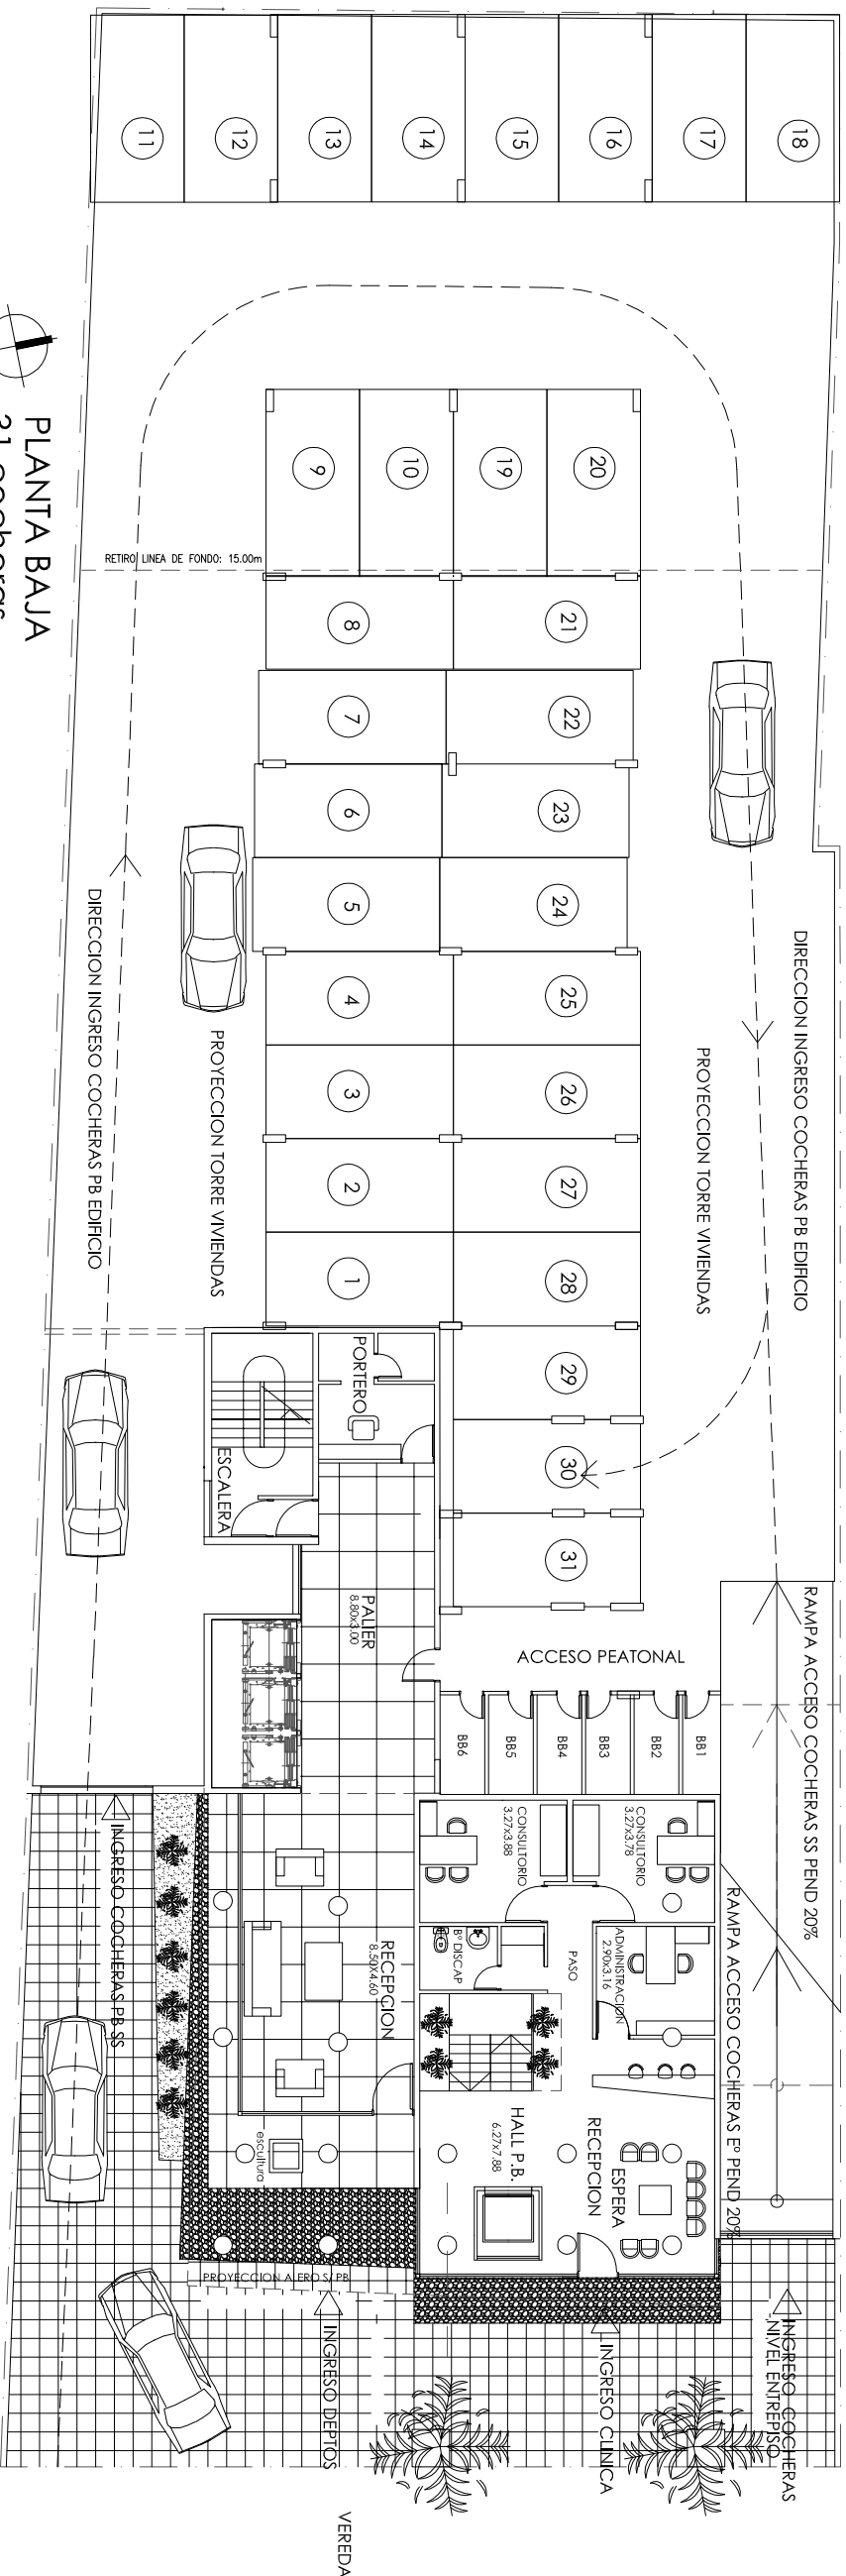 PLANTA BAJA
31 cocheras
18
17
16
15
14
13
12
11
20
19
10
9
RETIRO LINEA DE FONDO: 15.00m
21
8
22
7
23
6
24
5
25
4
26
3
27
2
28
1
29
30
31
DIRECCION INGRESO COCHERAS PB EDIFICIO
PROYECCION TORRE VIVIENDAS
PROYECCION TORRE VIVIENDAS
DIRECCION INGRESO COCHERAS PB EDIFICIO
PORTERO
ESCALERA
PALIER
8.80x3.00
ACCESO PEATONAL
BB1
BB2
BB3
BB4
BB5
BB6
RAMPA ACCESO COCHERAS SS PEND 20%
RAMPA ACCESO COCHERAS Eº PEND 20%
CONSULTORIO
3.27x3.78
CONSULTORIO
3.27x3.88
ADMINISTRACION
2.90x3.16
PASO
Bº DISCAP
RECEPCION
8.50X4.60
escultura
HALL P.B.
6.27x7.88
ESPERA
RECEPCION
INGRESO COCHERAS PB SS
PROYECCION ALERO S/ PB
INGRESO DEPTOS
INGRESO CLINICA
INGRESO COCHERAS
NIVEL ENTREPISO
VEREDA